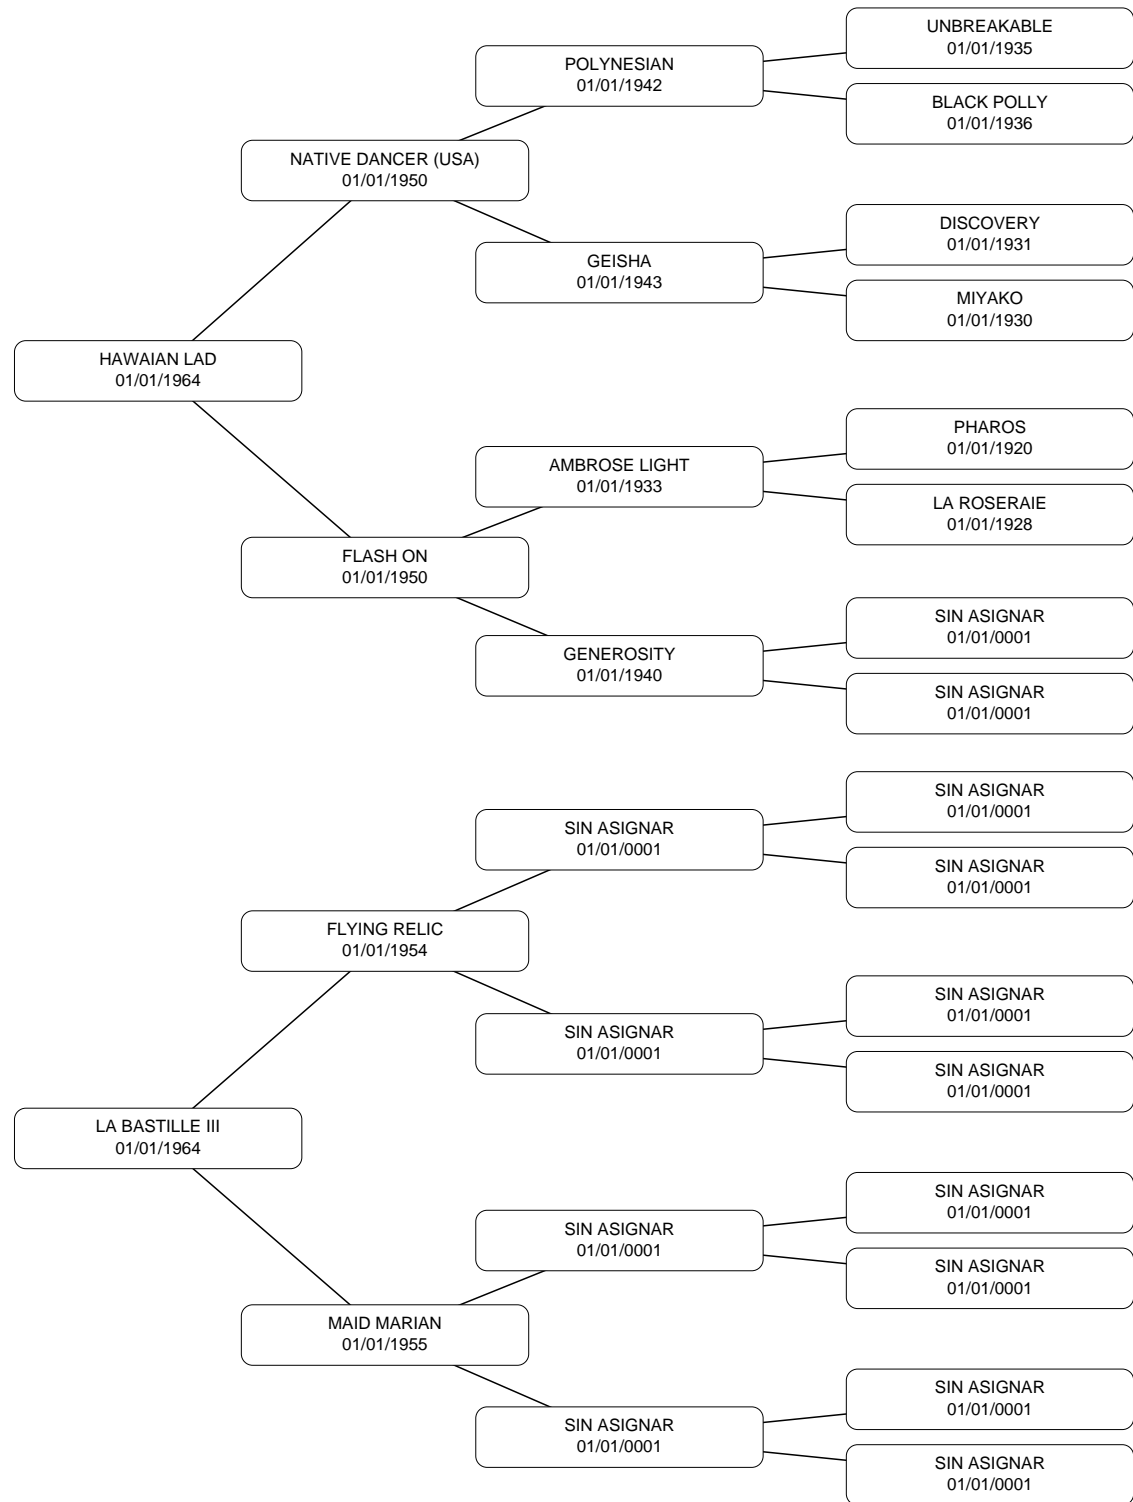 UNBREAKABLE
01/01/1935
POLYNESIAN
01/01/1942
BLACK POLLY
01/01/1936
NATIVE DANCER (USA)
01/01/1950
DISCOVERY
01/01/1931
GEISHA
01/01/1943
MIYAKO
01/01/1930
HAWAIAN LAD
01/01/1964
PHAROS
01/01/1920
AMBROSE LIGHT
01/01/1933
LA ROSERAIE
01/01/1928
FLASH ON
01/01/1950
SIN ASIGNAR
01/01/0001
GENEROSITY
01/01/1940
SIN ASIGNAR
01/01/0001
SIN ASIGNAR
01/01/0001
SIN ASIGNAR
01/01/0001
SIN ASIGNAR
01/01/0001
FLYING RELIC
01/01/1954
SIN ASIGNAR
01/01/0001
SIN ASIGNAR
01/01/0001
SIN ASIGNAR
01/01/0001
LA BASTILLE III
01/01/1964
SIN ASIGNAR
01/01/0001
SIN ASIGNAR
01/01/0001
SIN ASIGNAR
01/01/0001
MAID MARIAN
01/01/1955
SIN ASIGNAR
01/01/0001
SIN ASIGNAR
01/01/0001
SIN ASIGNAR
01/01/0001